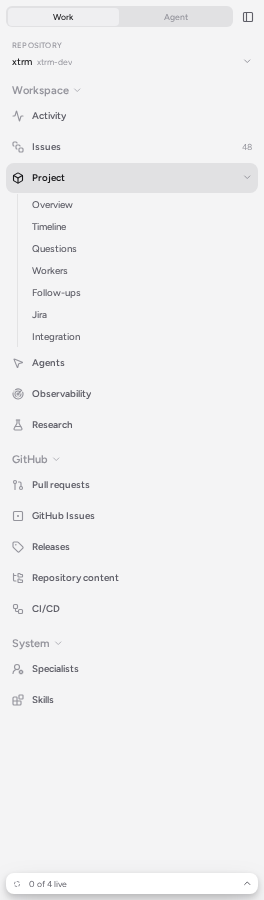 Work
Agent
REPOSITORY
xtrm xtrm-dev
Workspace
Activity
Issues 48
Project
Overview
Timeline
Questions
Workers
Follow-ups
Jira
Integration
Agents
Observability
Research
GitHub
Pull requests
GitHub Issues
Releases
Repository content
CI/CD
System
Specialists
Skills
0 of 4 live